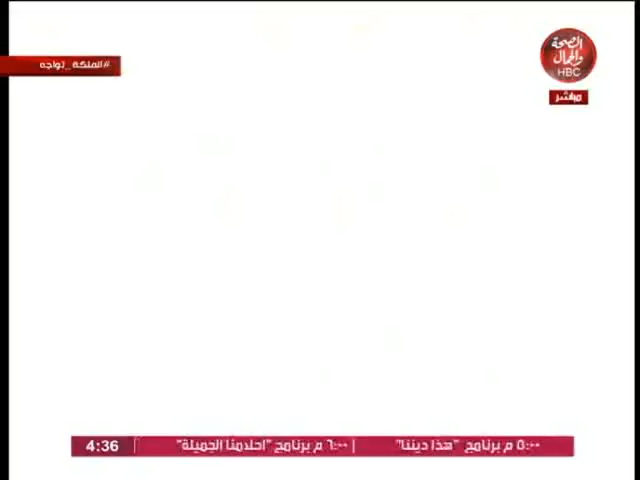 الصحة
والجمال
HBC
مباشر
#الملكة_تواجه
٥:٠٠ م برنامج "هذا ديننا" | ٦:٠٠ م برنامج "احلامنا الجميلة" | 4:36